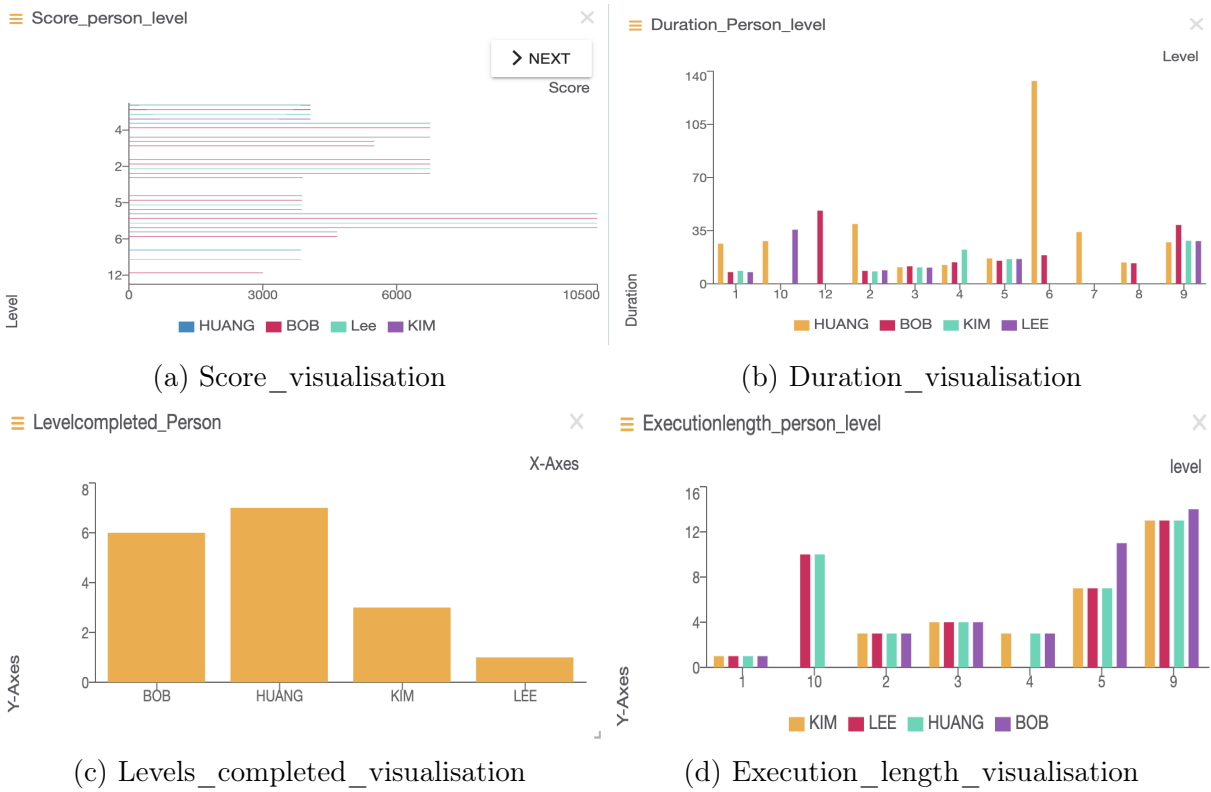 Score_person_level
NEXT
Score
4
2
5
6
12
0 3000 6000 10500
Level
HUANG BOB Lee KIM
(a) Score_visualisation
Duration_Person_level
Level
140
105
70
35
0
1 10 12 2 3 4 5 6 7 8 9
Duration
HUANG BOB KIM LEE
(b) Duration_visualisation
Levelcompleted_Person
X-Axes
8
6
4
2
0
BOB HUANG KIM LEE
Y-Axes
(c) Levels_completed_visualisation
Executionlength_person_level
level
16
12
8
4
0
1 10 2 3 4 5 9
Y-Axes
KIM LEE HUANG BOB
(d) Execution_length_visualisation